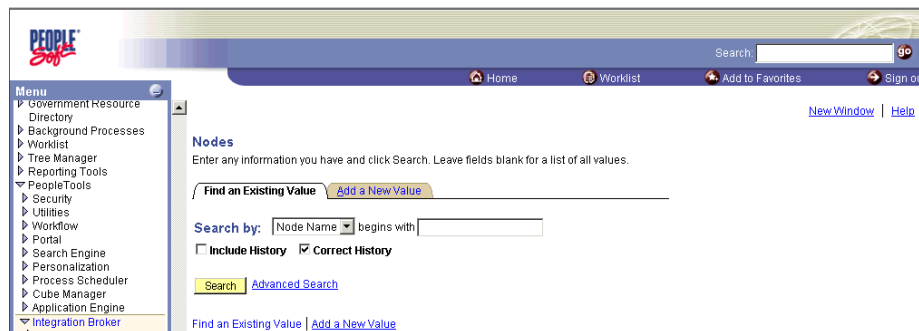 PEOPLE
Soft
Search:
go
Home
Worklist
Add to Favorites
Sign ou
Menu
Government Resource
Directory
Background Processes
Worklist
Tree Manager
Reporting Tools
PeopleTools
Security
Utilities
Workflow
Portal
Search Engine
Personalization
Process Scheduler
Cube Manager
Application Engine
Integration Broker
New Window | Help
Nodes
Enter any information you have and click Search. Leave fields blank for a list of all values.
Find an Existing Value
Add a New Value
Search by: Node Name begins with
Include History Correct History
Search Advanced Search
Find an Existing Value | Add a New Value